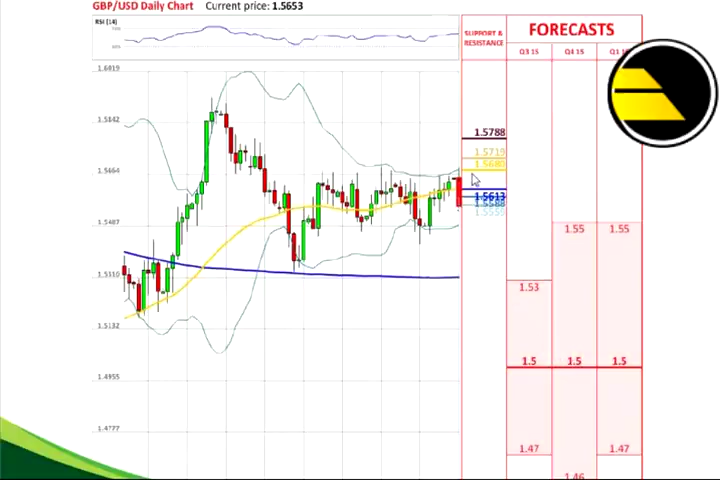 GBP/USD Daily Chart Current price: 1.5653
RSI (14)
SUPPORT &
RESISTANCE
FORECASTS
Q3 15
Q4 15
Q1 1
1.6019
1.5842
1.5664
1.5487
1.5310
1.5132
1.4955
1.4777
1.5788
1.5719
1.5680
1.5613
1.5588
1.5559
1.55
1.55
1.53
1.5
1.5
1.5
1.47
1.47
1.46